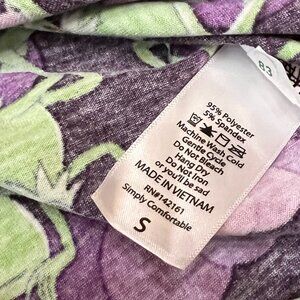 83
95% Polyester
5% Spandex
Machine Wash Cold
Gentle Cycle
Do Not Bleach
Hang Dry
Do Not Iron
or you'll be sad
MADE IN VIETNAM
RN#142161
Simply Comfortable
S